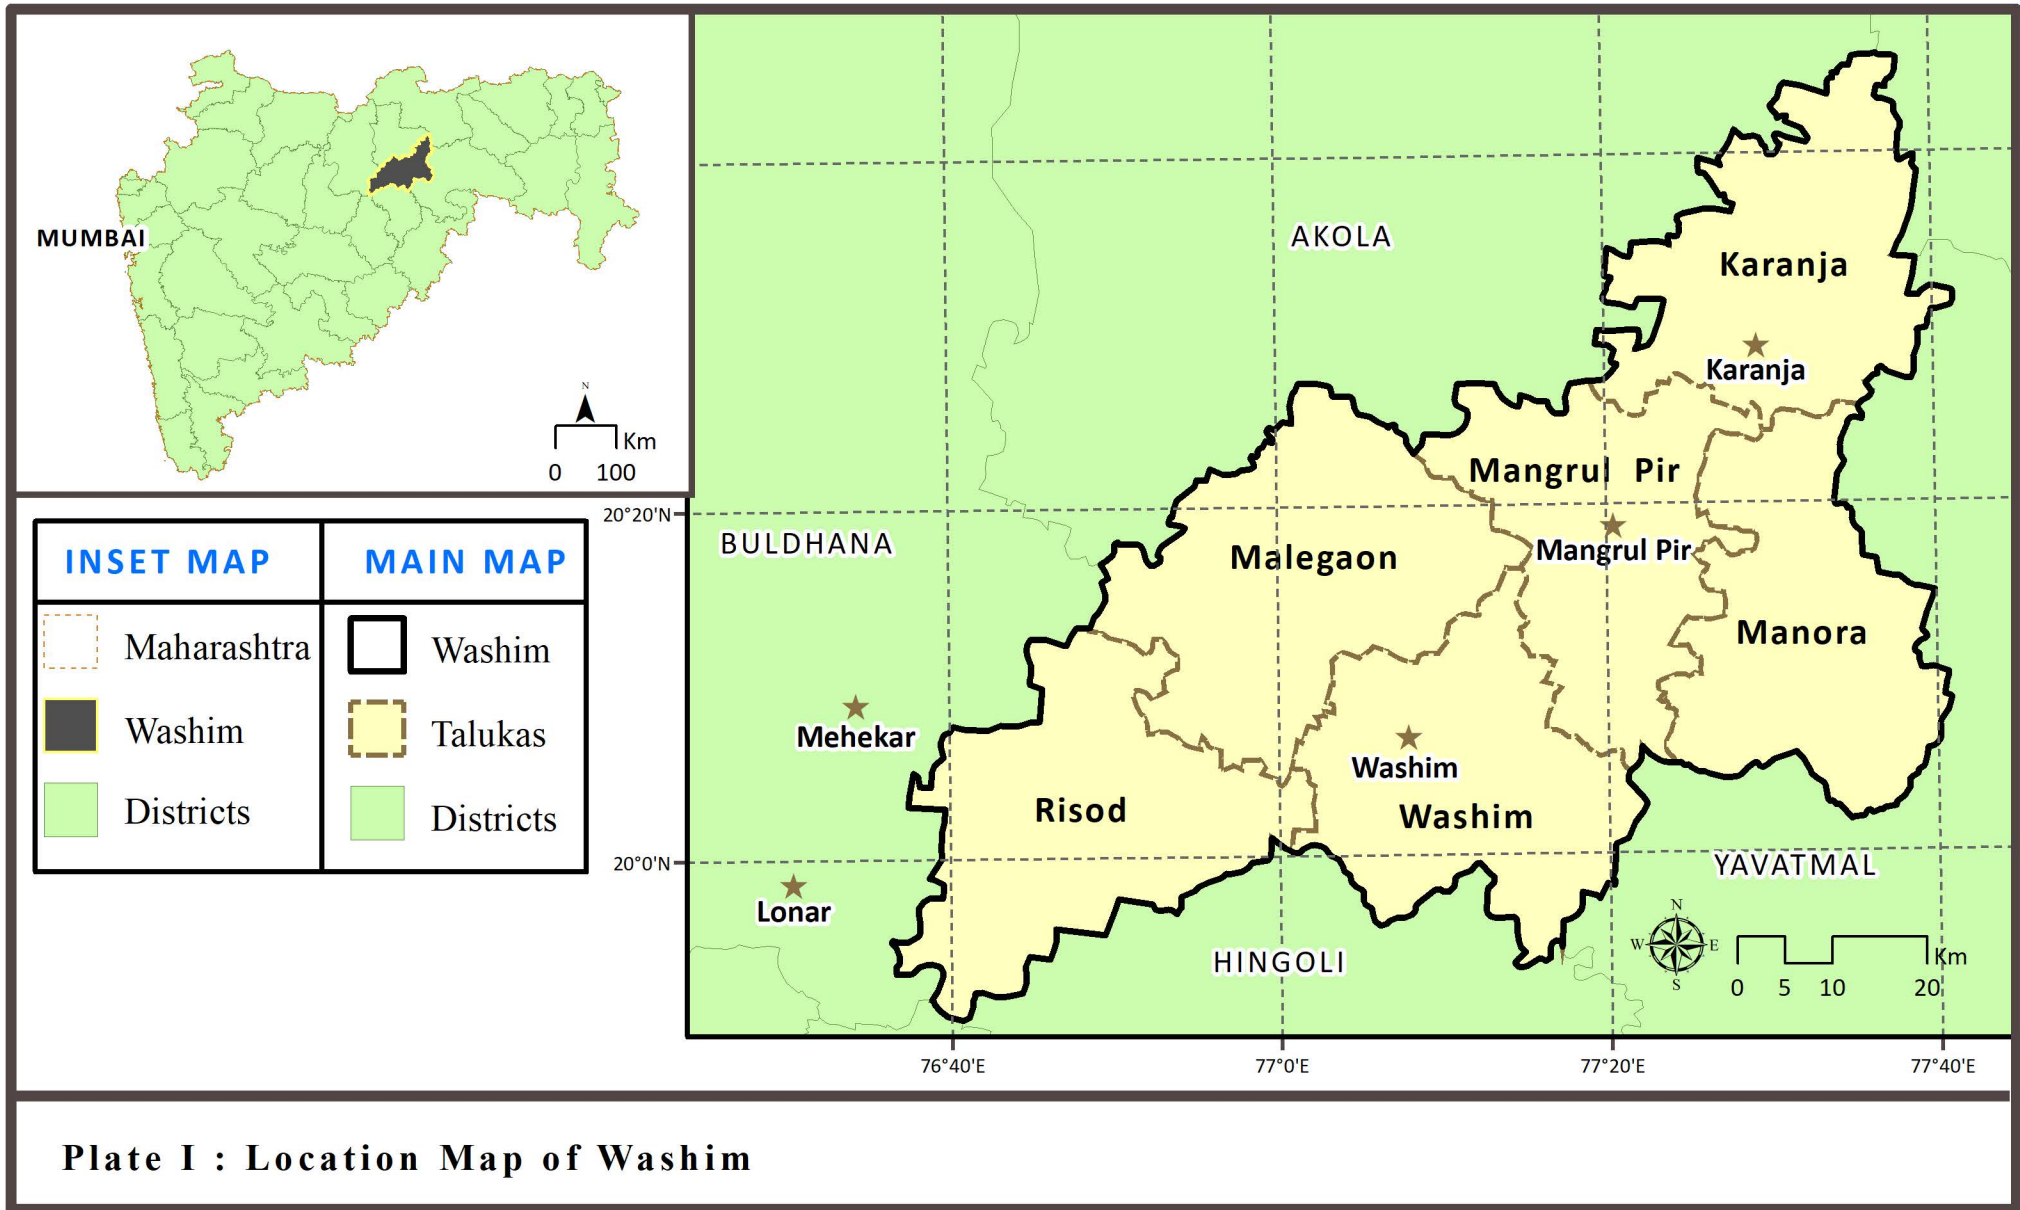 MUMBAI
N
Km
0 100
INSET MAP
MAIN MAP
Maharashtra
Washim
Washim
Talukas
Districts
Districts
AKOLA
Karanja
Karanja
Mangrul Pir
20°20'N
BULDHANA
Malegaon
Mangrul Pir
Manora
Mehekar
Washim
Risod
Washim
20°0'N
YAVATMAL
Lonar
HINGOLI
N
W E
S
Km
0 5 10 20
76°40'E 77°0'E 77°20'E 77°40'E
Plate I : Location Map of Washim